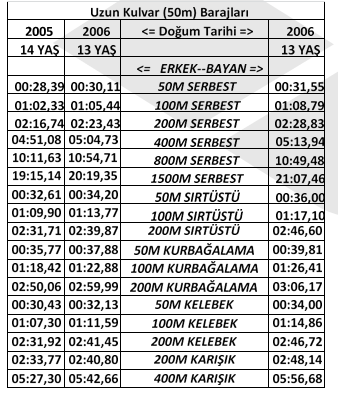 Uzun Kulvar (50m) Barajları
2005 2006 <= Doğum Tarihi => 2006
14 YAŞ 13 YAŞ 13 YAŞ
<= ERKEK--BAYAN =>
00:28,39 00:30,11 50M SERBEST 00:31,55
01:02,33 01:05,44 100M SERBEST 01:08,79
02:16,74 02:23,43 200M SERBEST 02:28,83
04:51,08 05:04,73 400M SERBEST 05:13,94
10:11,63 10:54,71 800M SERBEST 10:49,48
19:15,14 20:19,35 1500M SERBEST 21:07,46
00:32,61 00:34,20 50M SIRTÜSTÜ 00:36,00
01:09,90 01:13,77 100M SIRTÜSTÜ 01:17,10
02:31,71 02:39,87 200M SIRTÜSTÜ 02:46,60
00:35,77 00:37,88 50M KURBAĞALAMA 00:39,81
01:18,42 01:22,88 100M KURBAĞALAMA 01:26,41
02:50,06 02:59,99 200M KURBAĞALAMA 03:06,17
00:30,43 00:32,13 50M KELEBEK 00:34,00
01:07,30 01:11,59 100M KELEBEK 01:14,86
02:31,92 02:41,45 200M KELEBEK 02:46,72
02:33,77 02:40,80 200M KARIŞIK 02:48,14
05:27,30 05:42,66 400M KARIŞIK 05:56,68